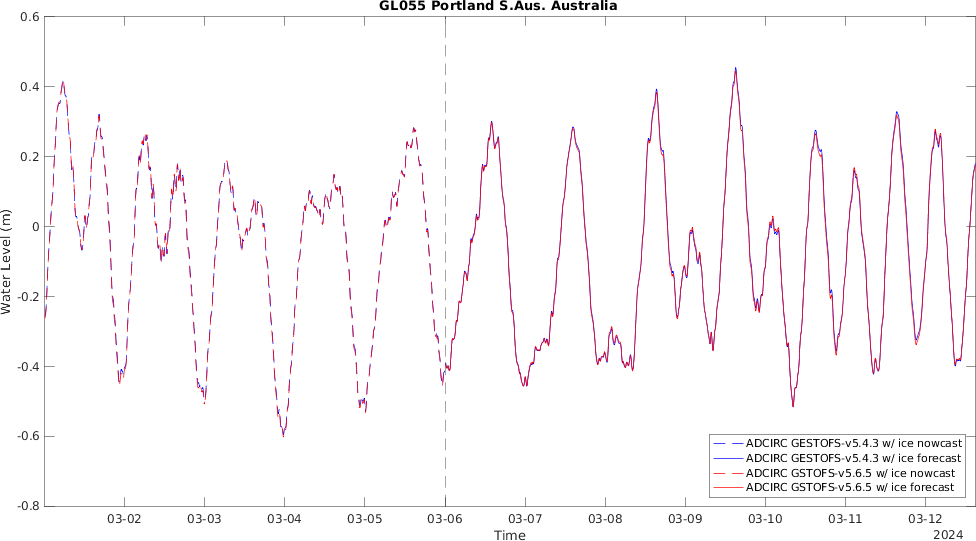 GL055 Portland S.Aus. Australia
0.6
0.4
0.2
0
-0.2
-0.4
-0.6
-0.8
Water Level (m)
03-02 03-03 03-04 03-05 03-06 03-07 03-08 03-09 03-10 03-11 03-12
Time
2024
ADCIRC GESTOFS-v5.4.3 w/ ice nowcast
ADCIRC GESTOFS-v5.4.3 w/ ice forecast
ADCIRC GSTOFS-v5.6.5 w/ ice nowcast
ADCIRC GSTOFS-v5.6.5 w/ ice forecast